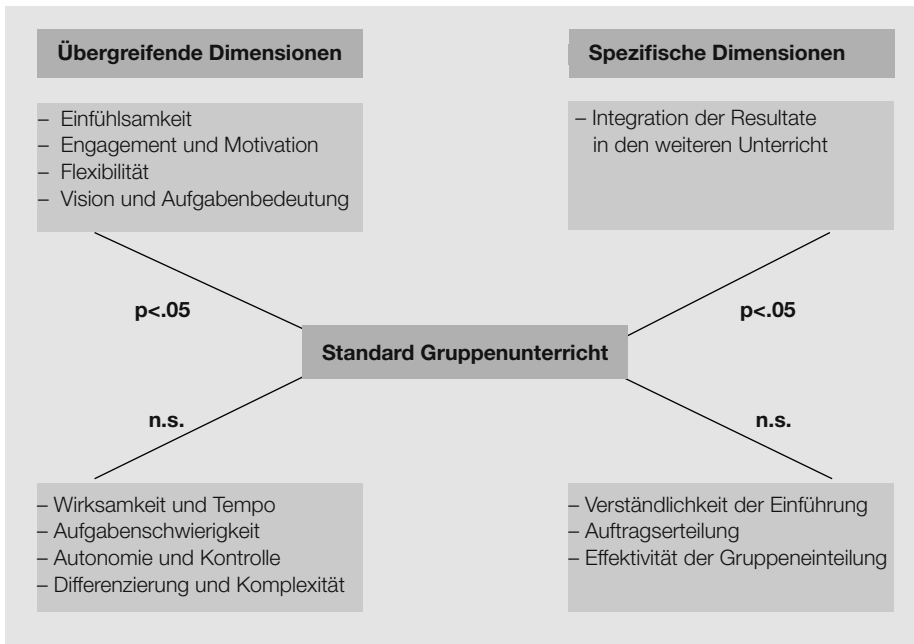 Übergreifende Dimensionen
– Einfühlsamkeit
– Engagement und Motivation
– Flexibilität
– Vision und Aufgabenbedeutung
Spezifische Dimensionen
– Integration der Resultate
in den weiteren Unterricht
p<.05
p<.05
Standard Gruppenunterricht
n.s.
n.s.
– Wirksamkeit und Tempo
– Aufgabenschwierigkeit
– Autonomie und Kontrolle
– Differenzierung und Komplexität
– Verständlichkeit der Einführung
– Auftragserteilung
– Effektivität der Gruppeneinteilung